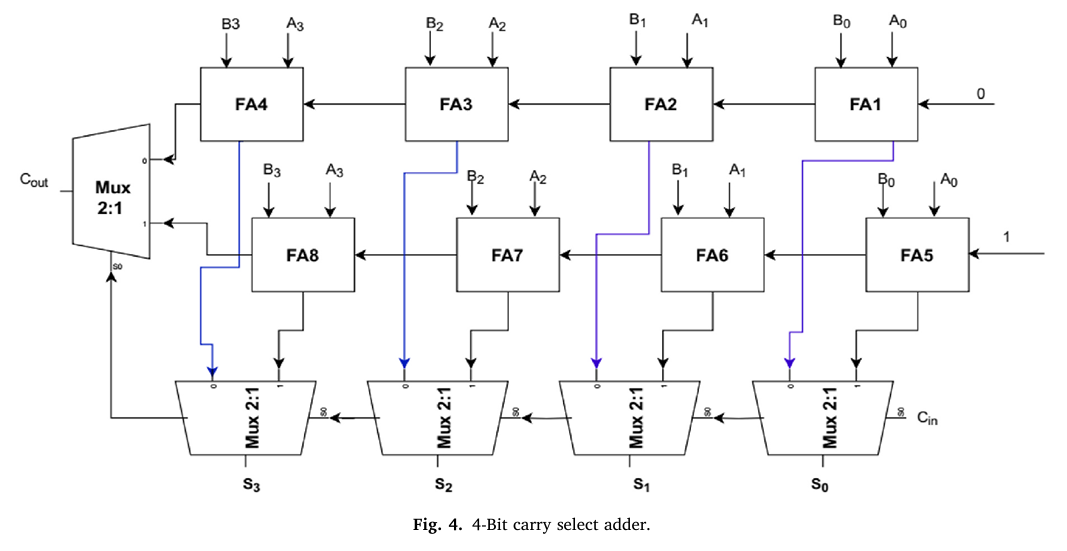 B3 A₃ B₂ A₂ B₁ A₁ B₀ A₀
FA4 FA3 FA2 FA1 0
B₃ A₃ B₂ A₂ B₁ A₁ B₀ A₀
0
Cout Mux
2:1
1
FA8 FA7 FA6 FA5 1
S0
0 1 0 1 0 1 0 1
Mux 2:1 S0 Mux 2:1 S0 Mux 2:1 S0 Mux 2:1 S0 Cin
S₃ S₂ S₁ S₀
Fig. 4. 4-Bit carry select adder.